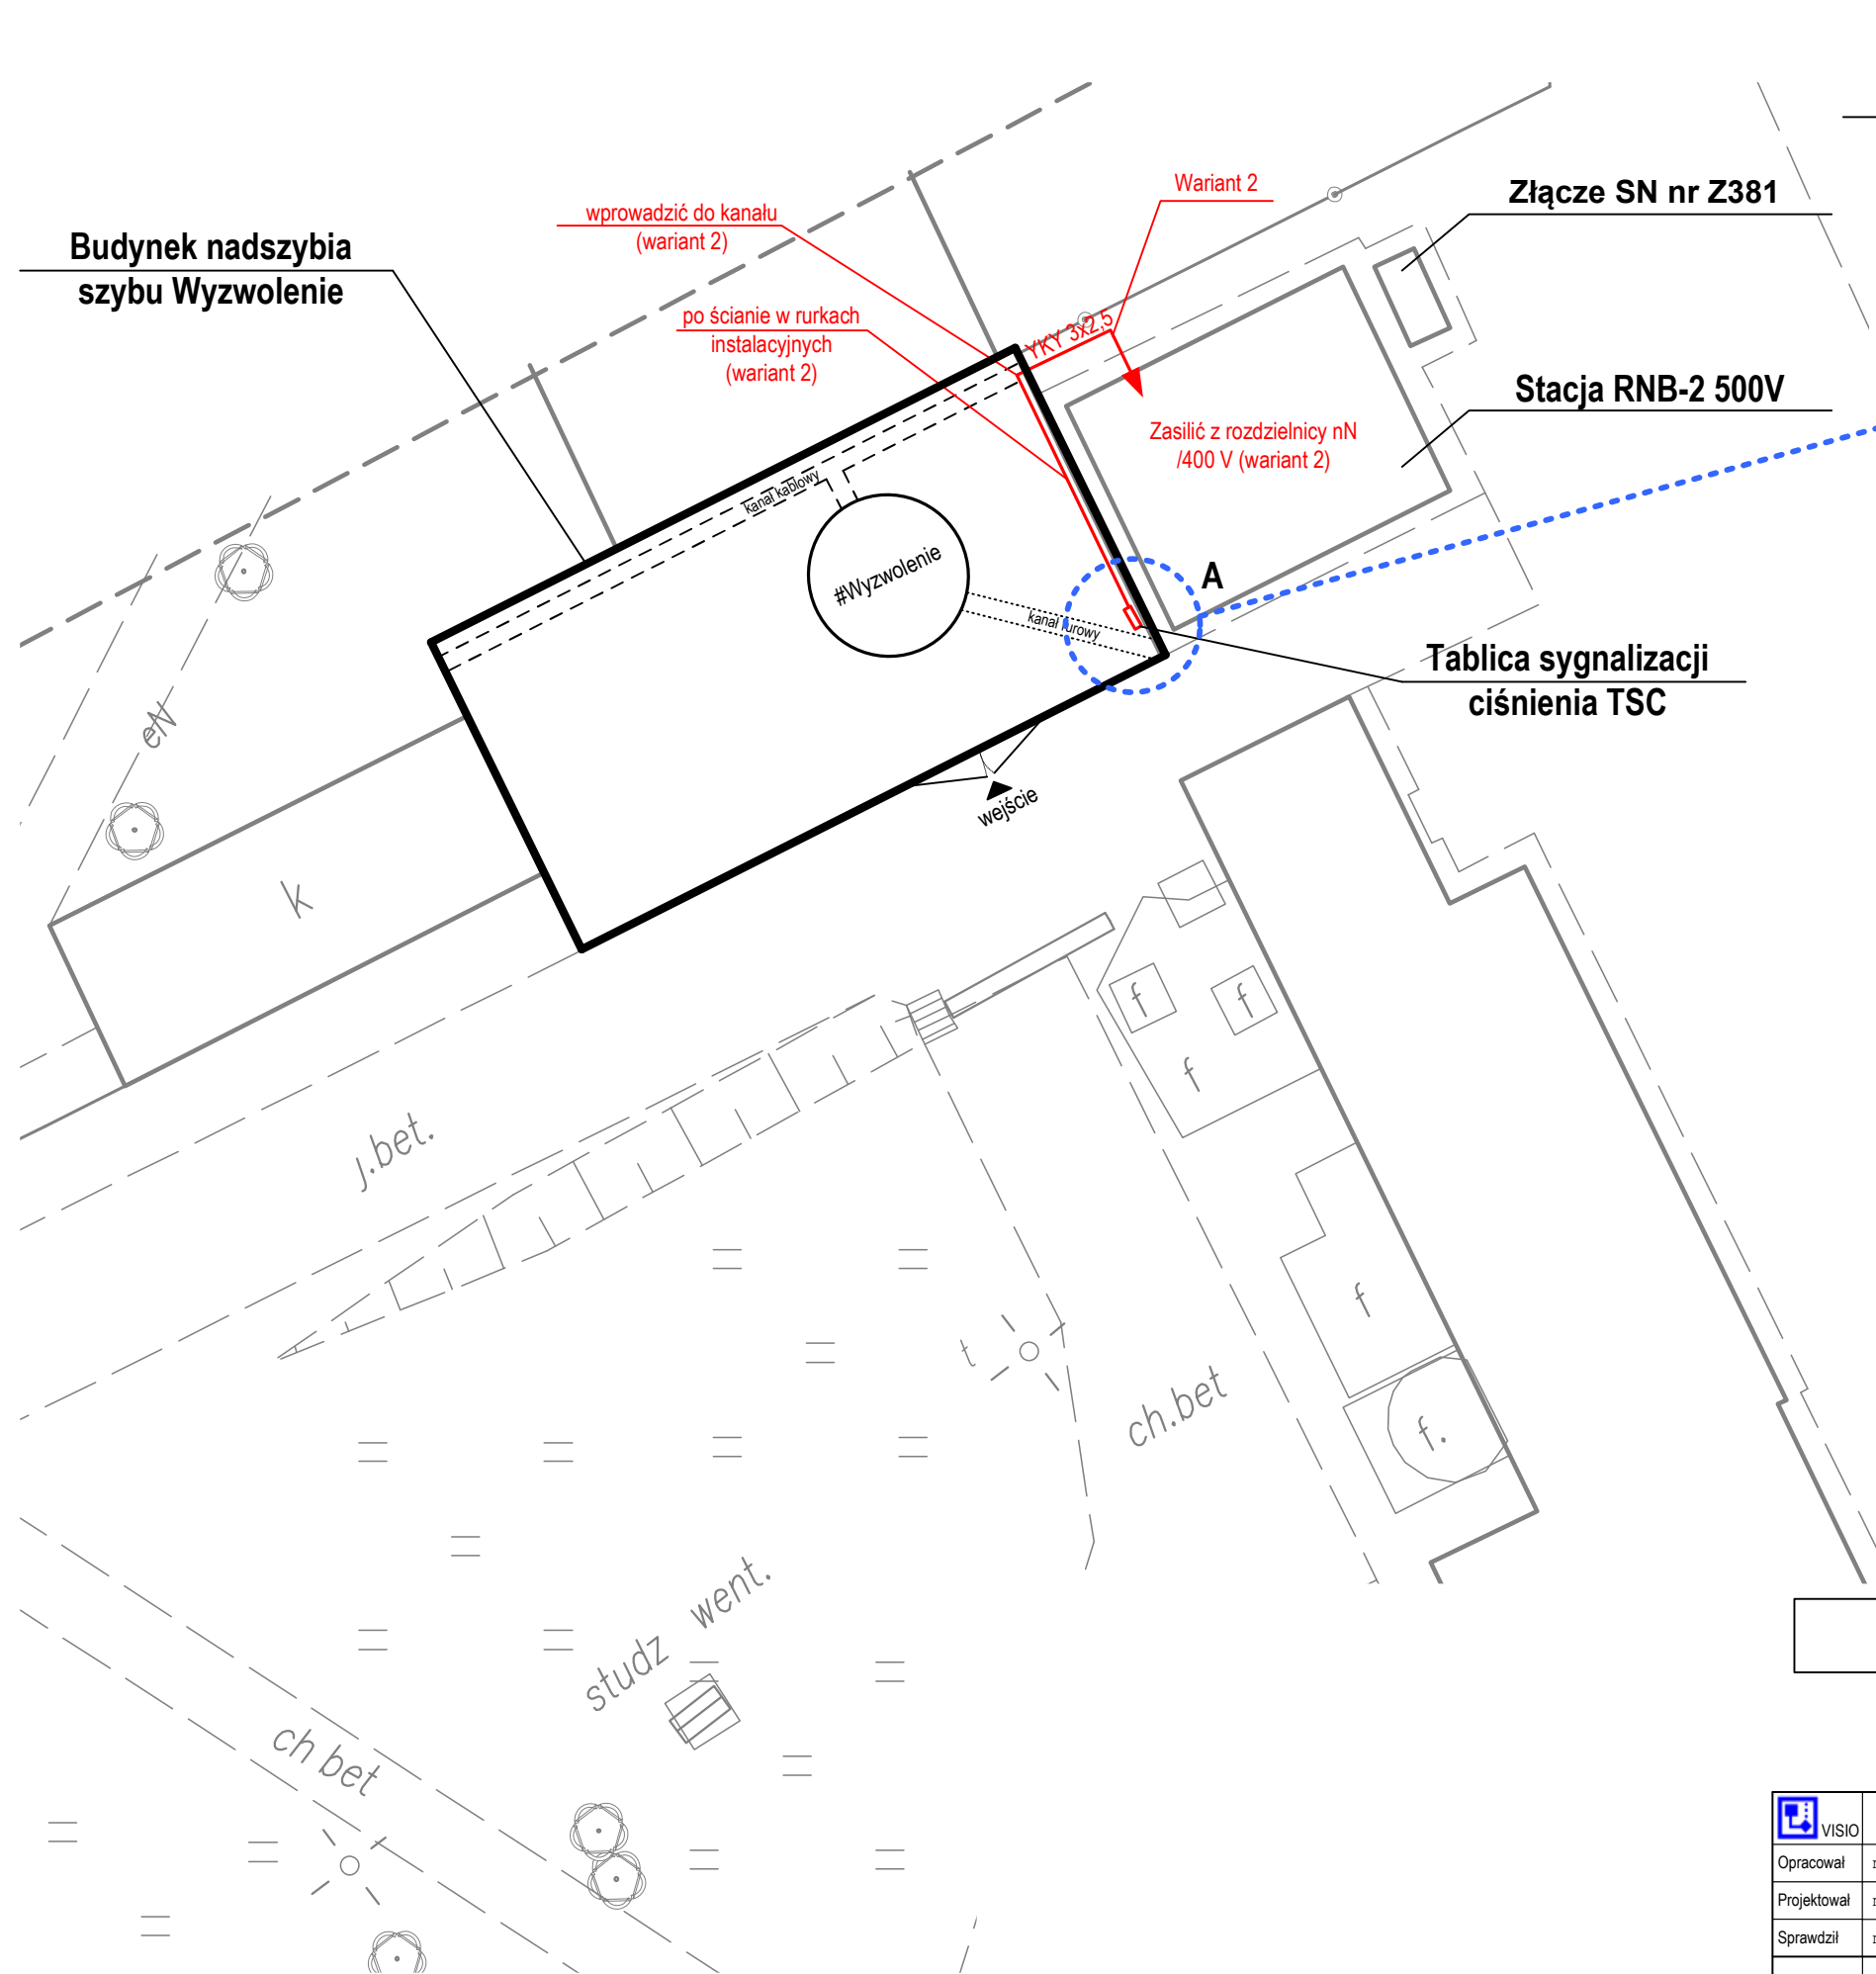 Wariant 2
Złącze SN nr Z381
wprowadzić do kanału
(wariant 2)
Budynek nadszybia
szybu Wyzwolenie
po ścianie w rurkach
instalacyjnych
(wariant 2)
YKY 3x2,5
Stacja RNB-2 500V
Zasilić z rozdzielnicy nN
/400 V (wariant 2)
kanał kablowy
#Wyzwolenie
A
kanał rurowy
Tablica sygnalizacji
ciśnienia TSC
eN
wejście
k
f
f
f
j.bet.
f
t
ch.bet
f.
studz went.
ch bet
VISIO
Opracował
Projektował
Sprawdził